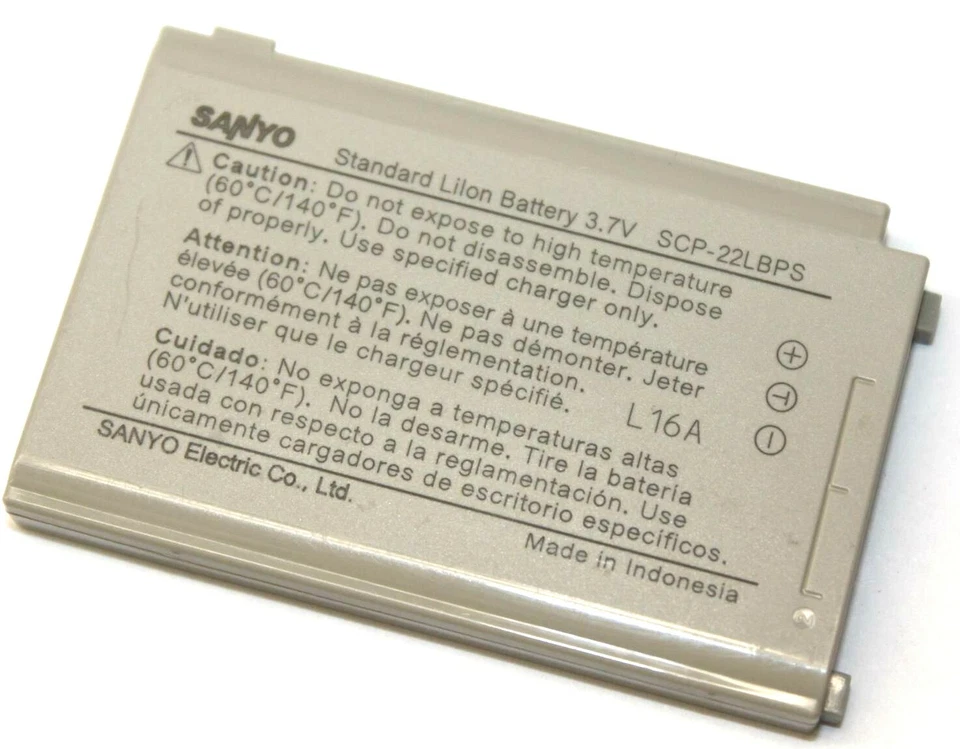 SANYO
Standard LiIon Battery 3.7V SCP-22LBPS
⚠ Caution: Do not expose to high temperature
(60°C/140°F). Do not disassemble. Dispose
of properly. Use specified charger only.
Attention: Ne pas exposer à une température
élevée (60°C/140°F). Ne pas démonter. Jeter
conformément à la réglementation.
N'utiliser que le chargeur spécifié.
L16A
Cuidado: No exponga a temperaturas altas
(60°C/140°F). No la desarme. Tire la batería
usada con respecto a la reglamentación. Use
únicamente cargadores de escritorio específicos.
+
T
−
SANYO Electric Co., Ltd.
Made in Indonesia